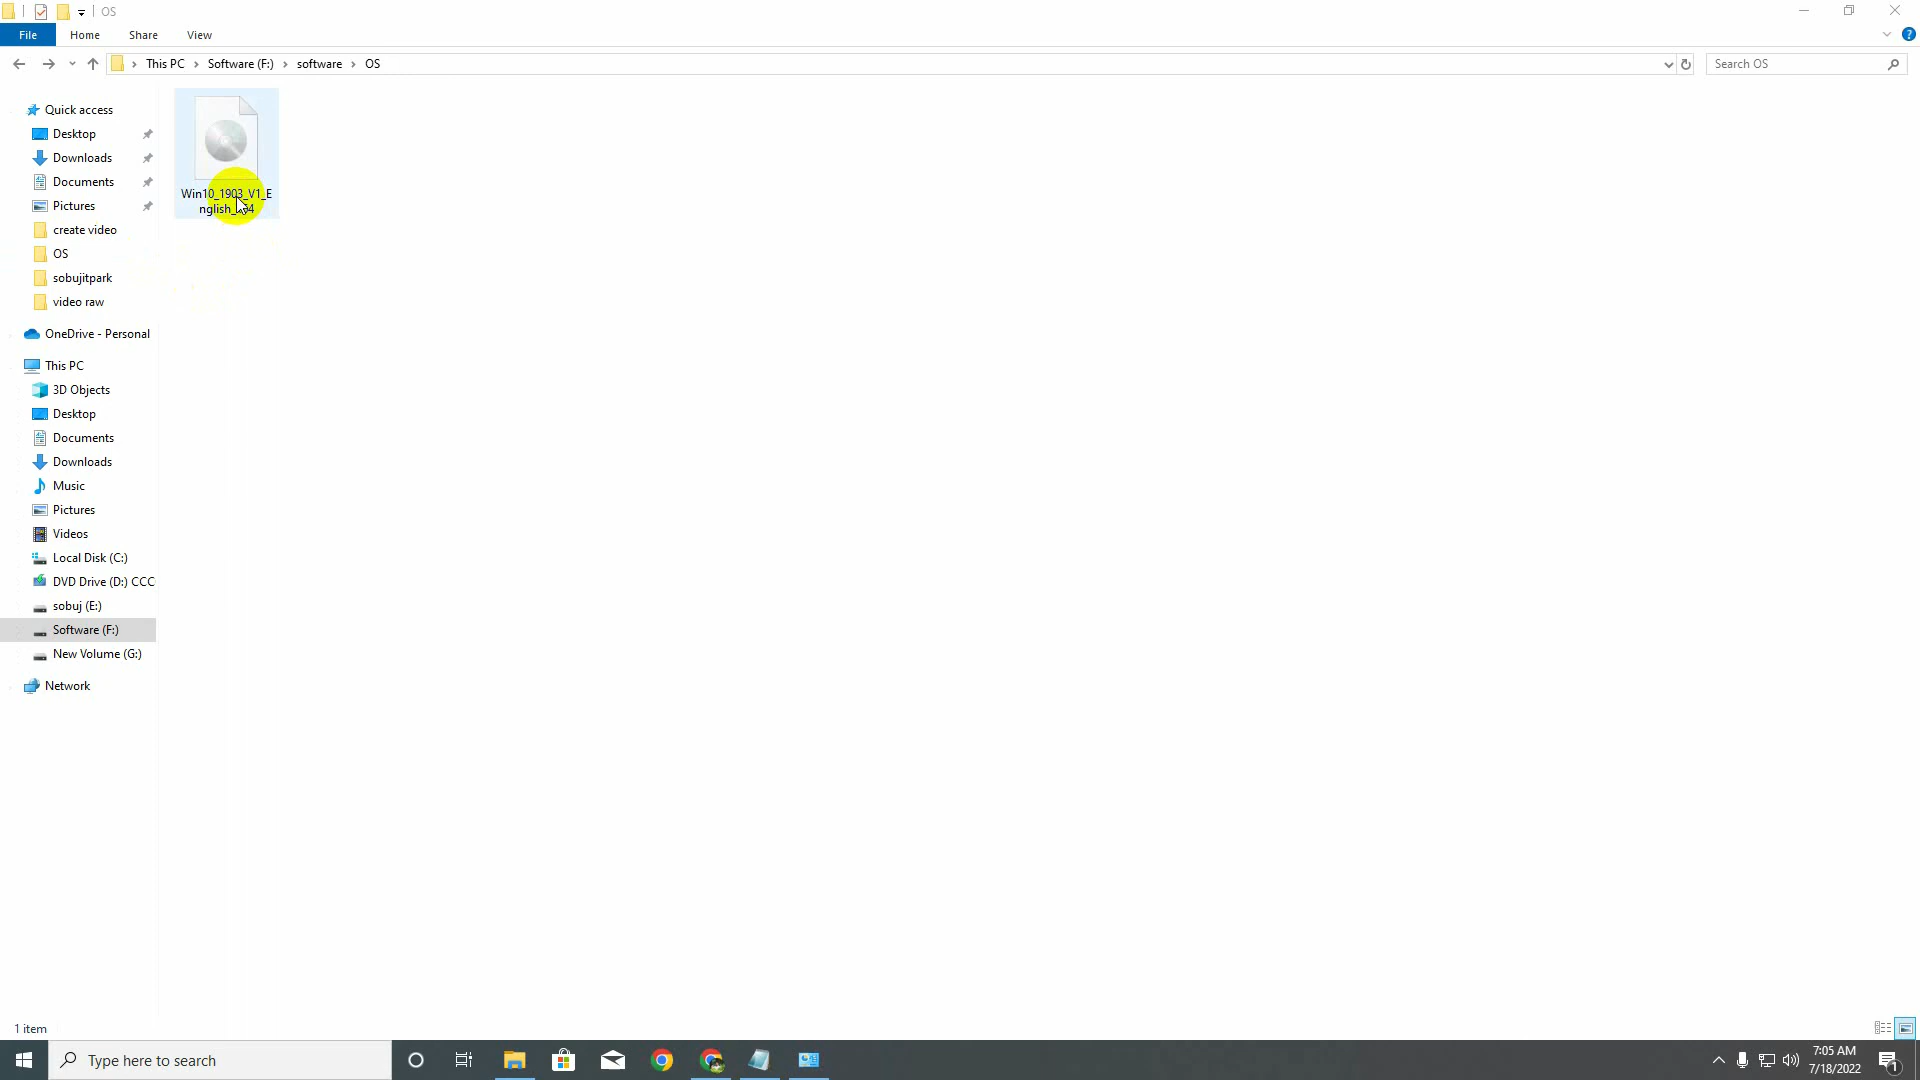 OS
File Home Share View
This PC Software (F:) software OS
Search OS
Quick access
Desktop
Downloads
Documents
Pictures
create video
OS
sobujitpark
video raw
OneDrive - Personal
This PC
3D Objects
Desktop
Documents
Downloads
Music
Pictures
Videos
Local Disk (C:)
DVD Drive (D:) CCC
sobuj (E:)
Software (F:)
New Volume (G:)
Network
Win10_1903_V1_E
1 item
Type here to search
7:05 AM
7/18/2022
1